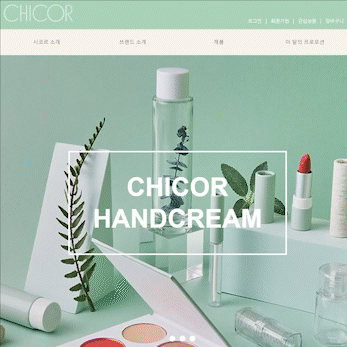 CHICOR
로그인 | 회원가입 | 관심상품 | 장바구니
시코르 소개 브랜드 소개 제품 이 달의 프로모션
CHICOR
HANDCREAM